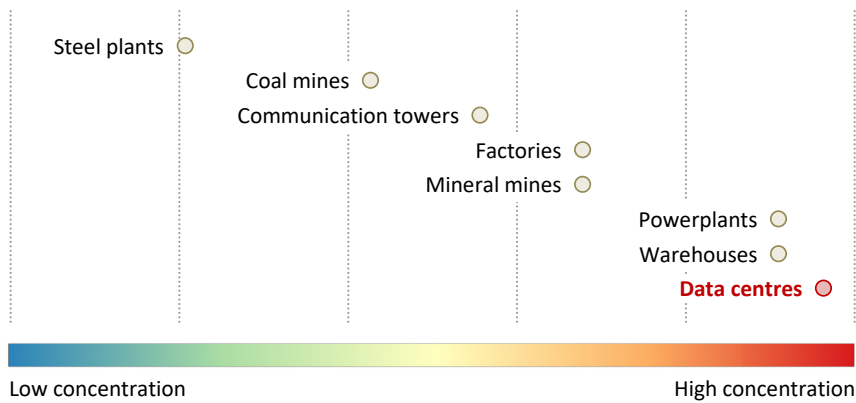 Steel plants
Coal mines
Communication towers
Factories
Mineral mines
Powerplants
Warehouses
Data centres
Low concentration
High concentration